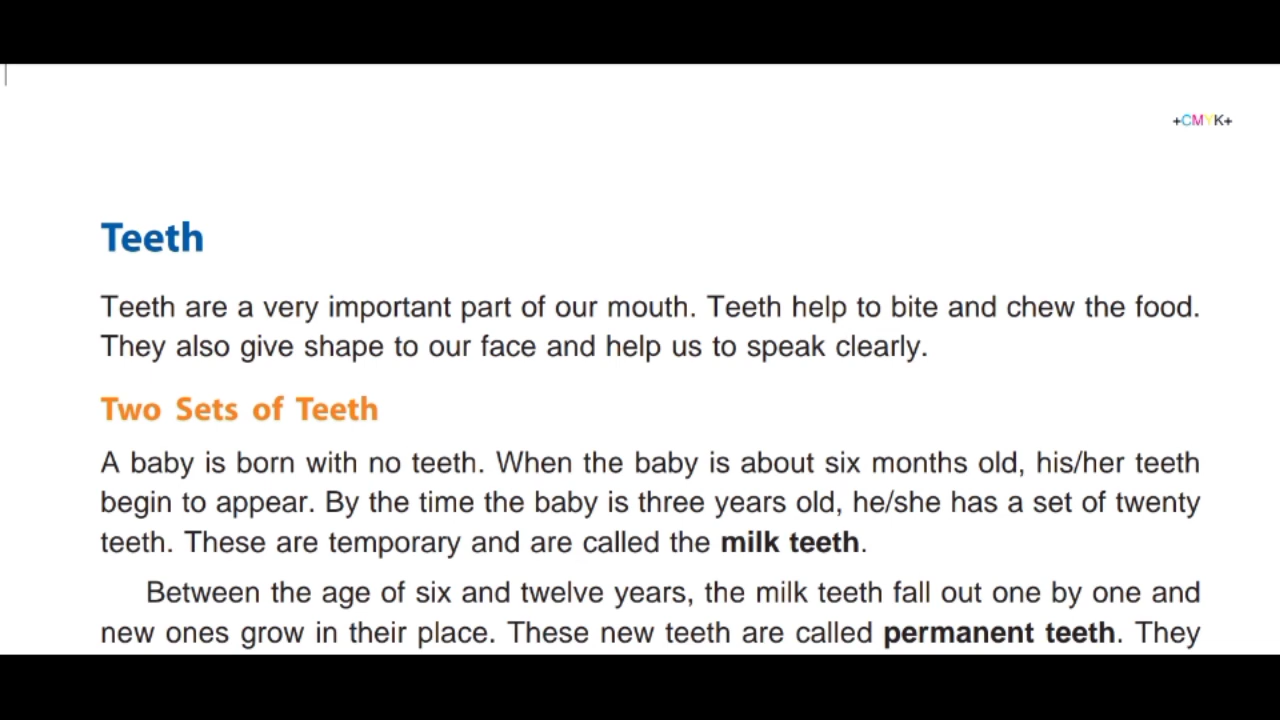 +CMYK+
Teeth
Teeth are a very important part of our mouth. Teeth help to bite and chew the food.
They also give shape to our face and help us to speak clearly.
Two Sets of Teeth
A baby is born with no teeth. When the baby is about six months old, his/her teeth
begin to appear. By the time the baby is three years old, he/she has a set of twenty
teeth. These are temporary and are called the milk teeth.
Between the age of six and twelve years, the milk teeth fall out one by one and
new ones grow in their place. These new teeth are called permanent teeth. They